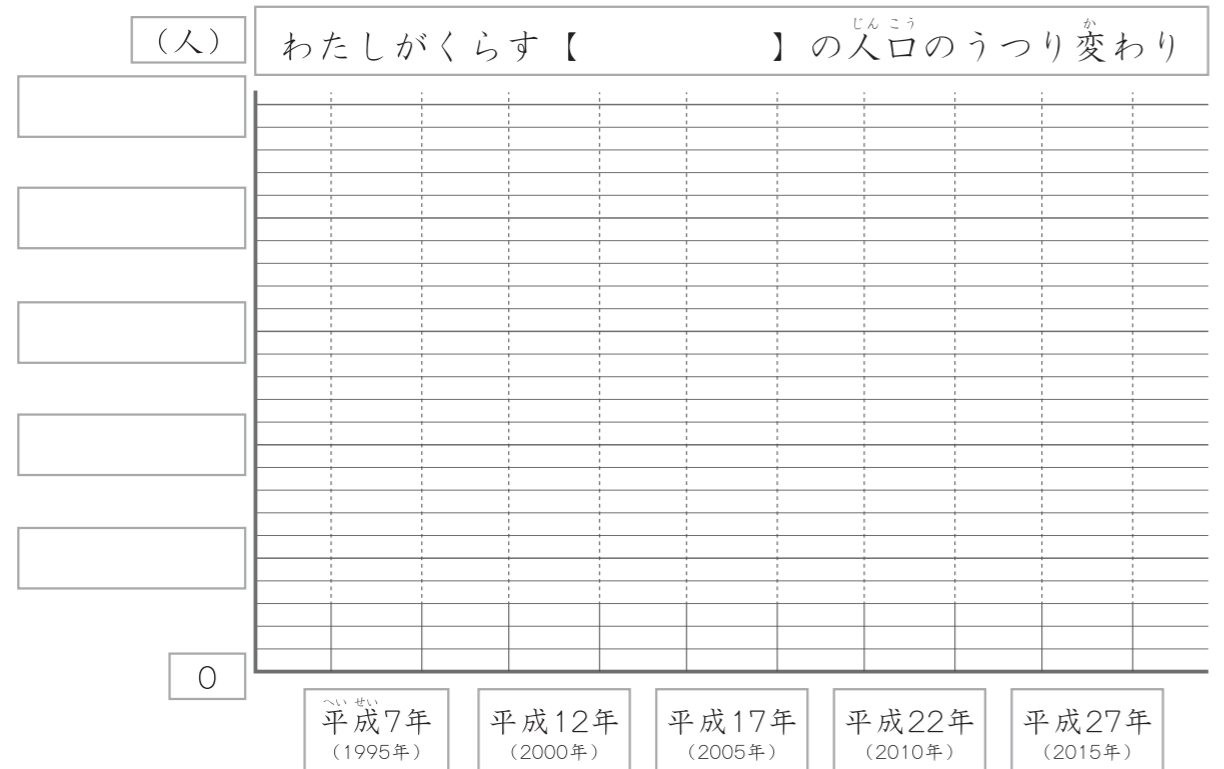 （人）
わたしがくらす【　　　　　】の人口のうつり変わり
じんこう
か
0
平成7年
へいせい
（1995年）
平成12年
（2000年）
平成17年
（2005年）
平成22年
（2010年）
平成27年
（2015年）